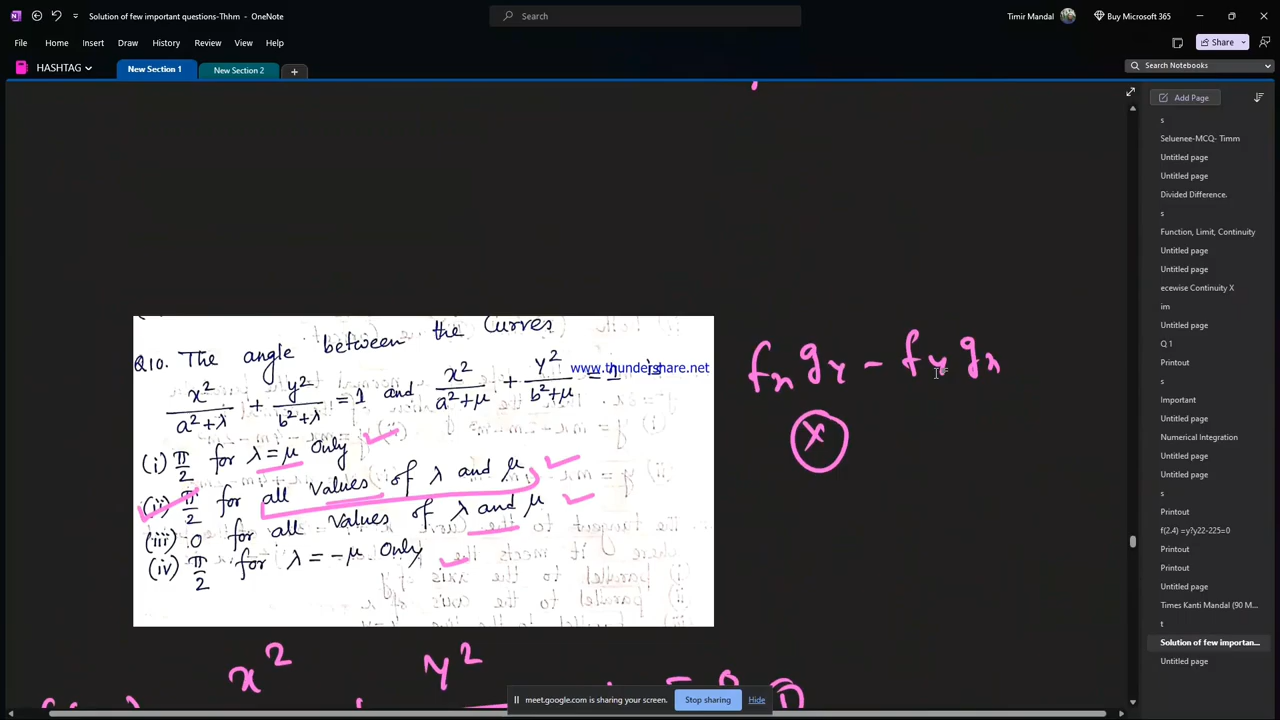 Solution of few important questions-Thhm - OneNote
Search
Timir Mandal
Buy Microsoft 365
File Home Insert Draw History Review View Help
Share
HASHTAG
New Section 1
New Section 2
Search Notebooks
Add Page
s
Seluenee-MCQ- Timm
Untitled page
Untitled page
Divided Difference.
s
Function, Limit, Continuity
Untitled page
Untitled page
ecewise Continuity X
im
Untitled page
Q 1
Printout
s
Important
Untitled page
Numerical Integration
Untitled page
Untitled page
s
Printout
f(2.4) =y?y22-225=0
Printout
Printout
Untitled page
Times Kanti Mandal (90 M...
t
Solution of few importan...
Untitled page
Q10. The angle between the Curves
x²/(a²+λ) + y²/(b²+λ) = 1 and x²/(a²+μ) + y²/(b²+μ) = 1 is
www.thundershare.net
(i) π/2 for λ = μ Only
(ii) π/2 for all values of λ and μ
(iii) 0 for all values of λ and μ
(iv) π/2 for λ = -μ Only
fx gy - fy gx
x
x² y²
meet.google.com is sharing your screen.
Stop sharing
Hide